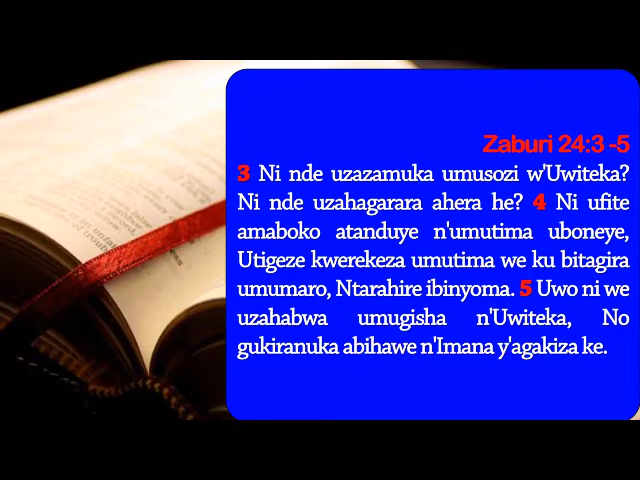 Zaburi 24:3 -5
3 Ni nde uzazamuka umusozi w'Uwiteka?
Ni nde uzahagarara ahera he? 4 Ni ufite
amaboko atanduye n'umutima uboneye,
Utigeze kwerekeza umutima we ku bitagira
umumaro, Ntarahire ibinyoma. 5 Uwo ni we
uzahabwa umugisha n'Uwiteka, No
gukiranuka abihawe n'Imana y'agakiza ke.